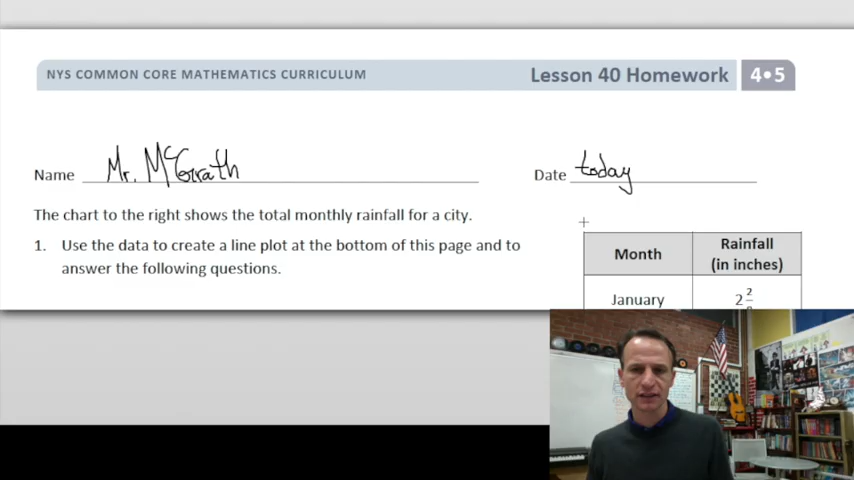 NYS COMMON CORE MATHEMATICS CURRICULUM Lesson 40 Homework 4•5
Name Mr. McGrath Date today
The chart to the right shows the total monthly rainfall for a city.
1. Use the data to create a line plot at the bottom of this page and to
answer the following questions.
Month Rainfall
(in inches)
January 2